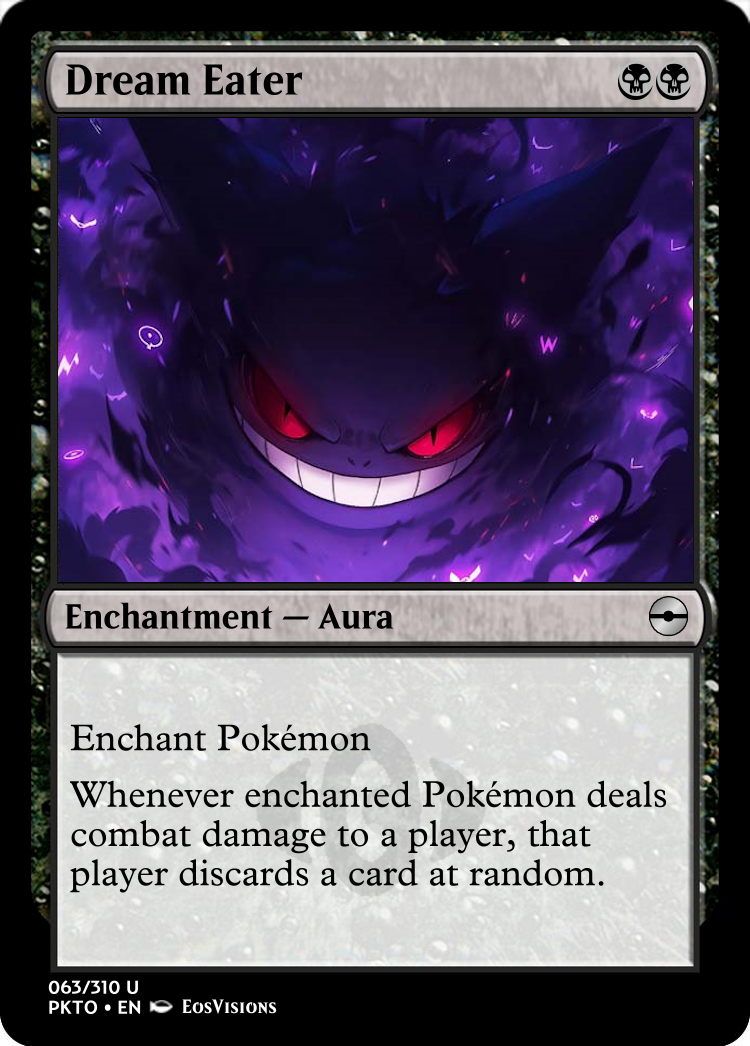 Dream Eater
Enchantment — Aura
Enchant Pokémon
Whenever enchanted Pokémon deals
combat damage to a player, that
player discards a card at random.
063/310 U
PKTO • EN EosVisions